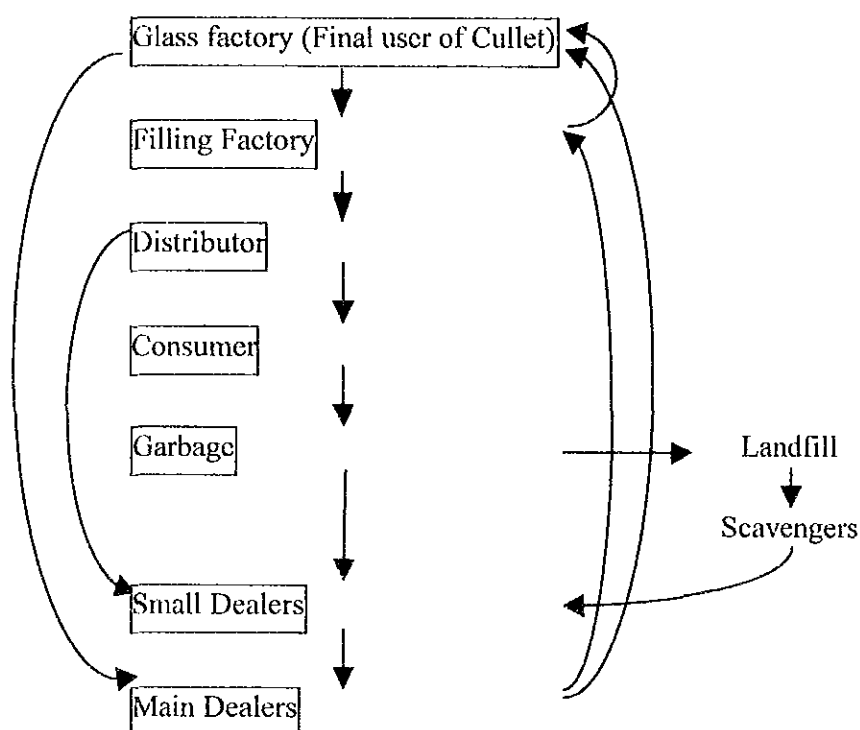 Glass factory (Final user of Cullet)
Filling Factory
Distributor
Consumer
Garbage
Landfill
Scavengers
Small Dealers
Main Dealers